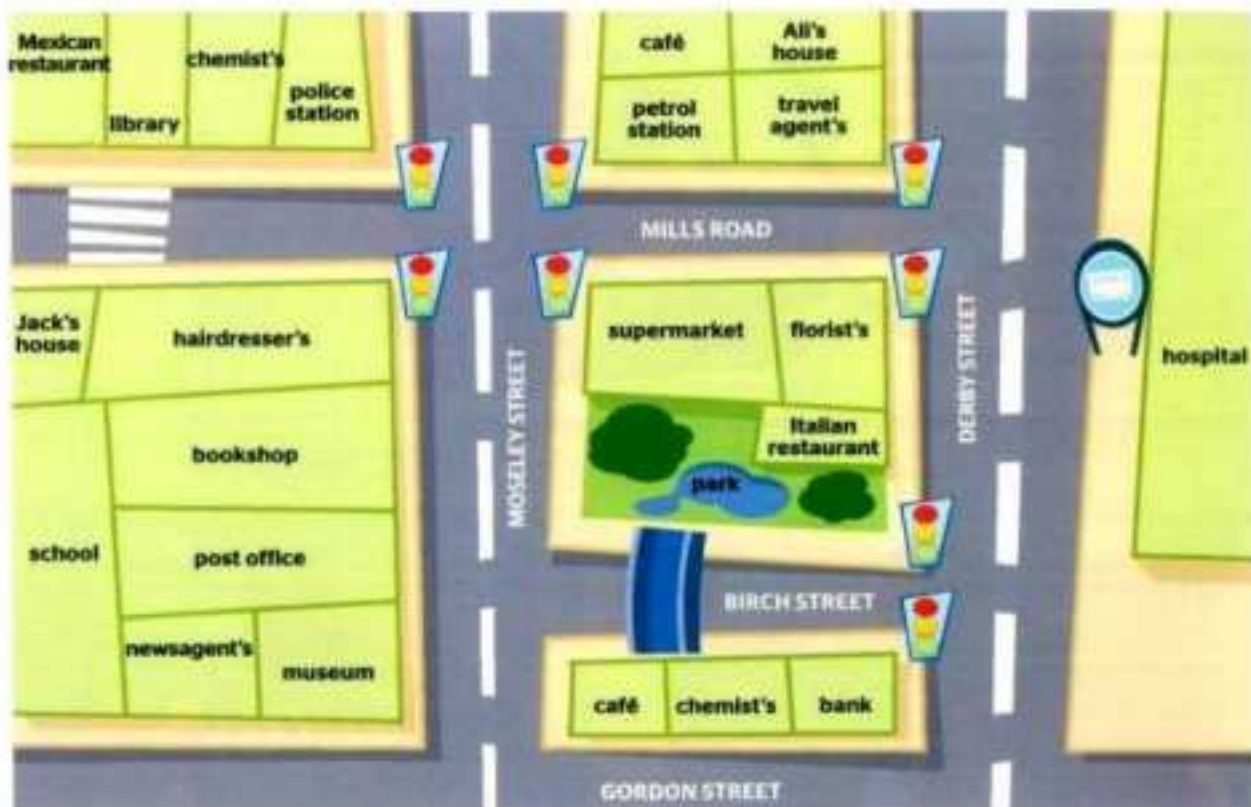 Mexican
restaurant
library
chemist's
police
station
café
Ali's
house
petrol
station
travel
agent's
MILLS ROAD
Jack's
house
hairdresser's
supermarket
florist's
hospital
MOSELEY STREET
DERBY STREET
bookshop
Italian
restaurant
park
school
post office
BIRCH STREET
newsagent's
museum
café
chemist's
bank
GORDON STREET